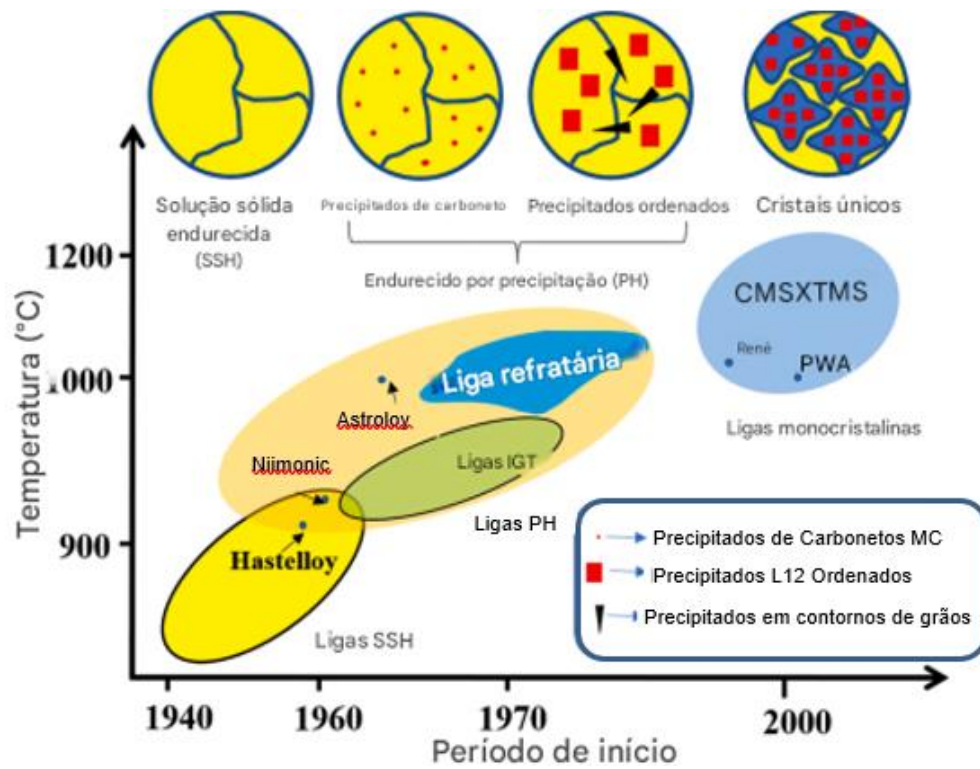 Solução sólida
endurecida
(SSH)
Precipitados de carboneto
Precipitados ordenados
Cristais únicos
Endurecido por precipitação (PH)
Temperatura (°C)
1200
1000
900
CMSXTMS
René
PWA
Ligas monocristalinas
Liga refratária
Astroloy
Niimonic
Ligas IGT
Ligas PH
Hastelloy
Ligas SSH
Precipitados de Carbonetos MC
Precipitados L12 Ordenados
Precipitados em contornos de grãos
1940
1960
1970
2000
Período de início